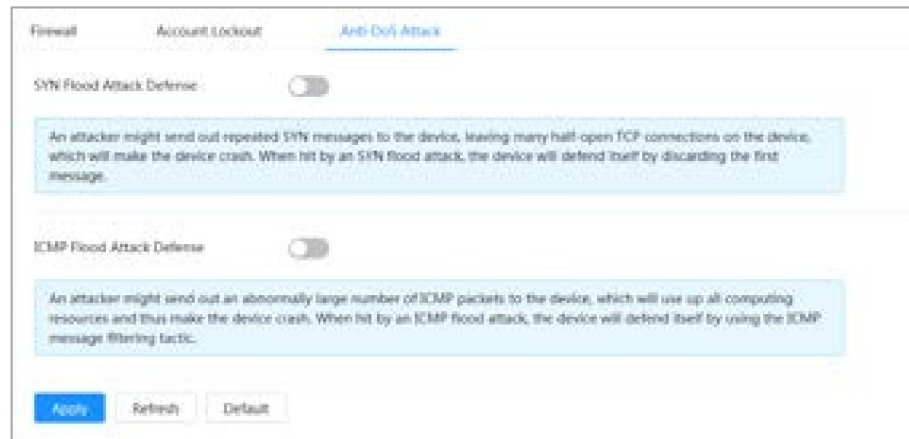 Firewall Account Lockout Anti-DoS Attack
SYN Flood Attack Defense
An attacker might send out repeated SYN messages to the device, leaving many half-open TCP connections on the device,
which will make the device crash. When hit by an SYN flood attack, the device will defend itself by discarding the first
message.
ICMP Flood Attack Defense
An attacker might send out an abnormally large number of ICMP packets to the device, which will use up all computing
resources and thus make the device crash. When hit by an ICMP flood attack, the device will defend itself by using the ICMP
message filtering tactic.
Apply Refresh Default